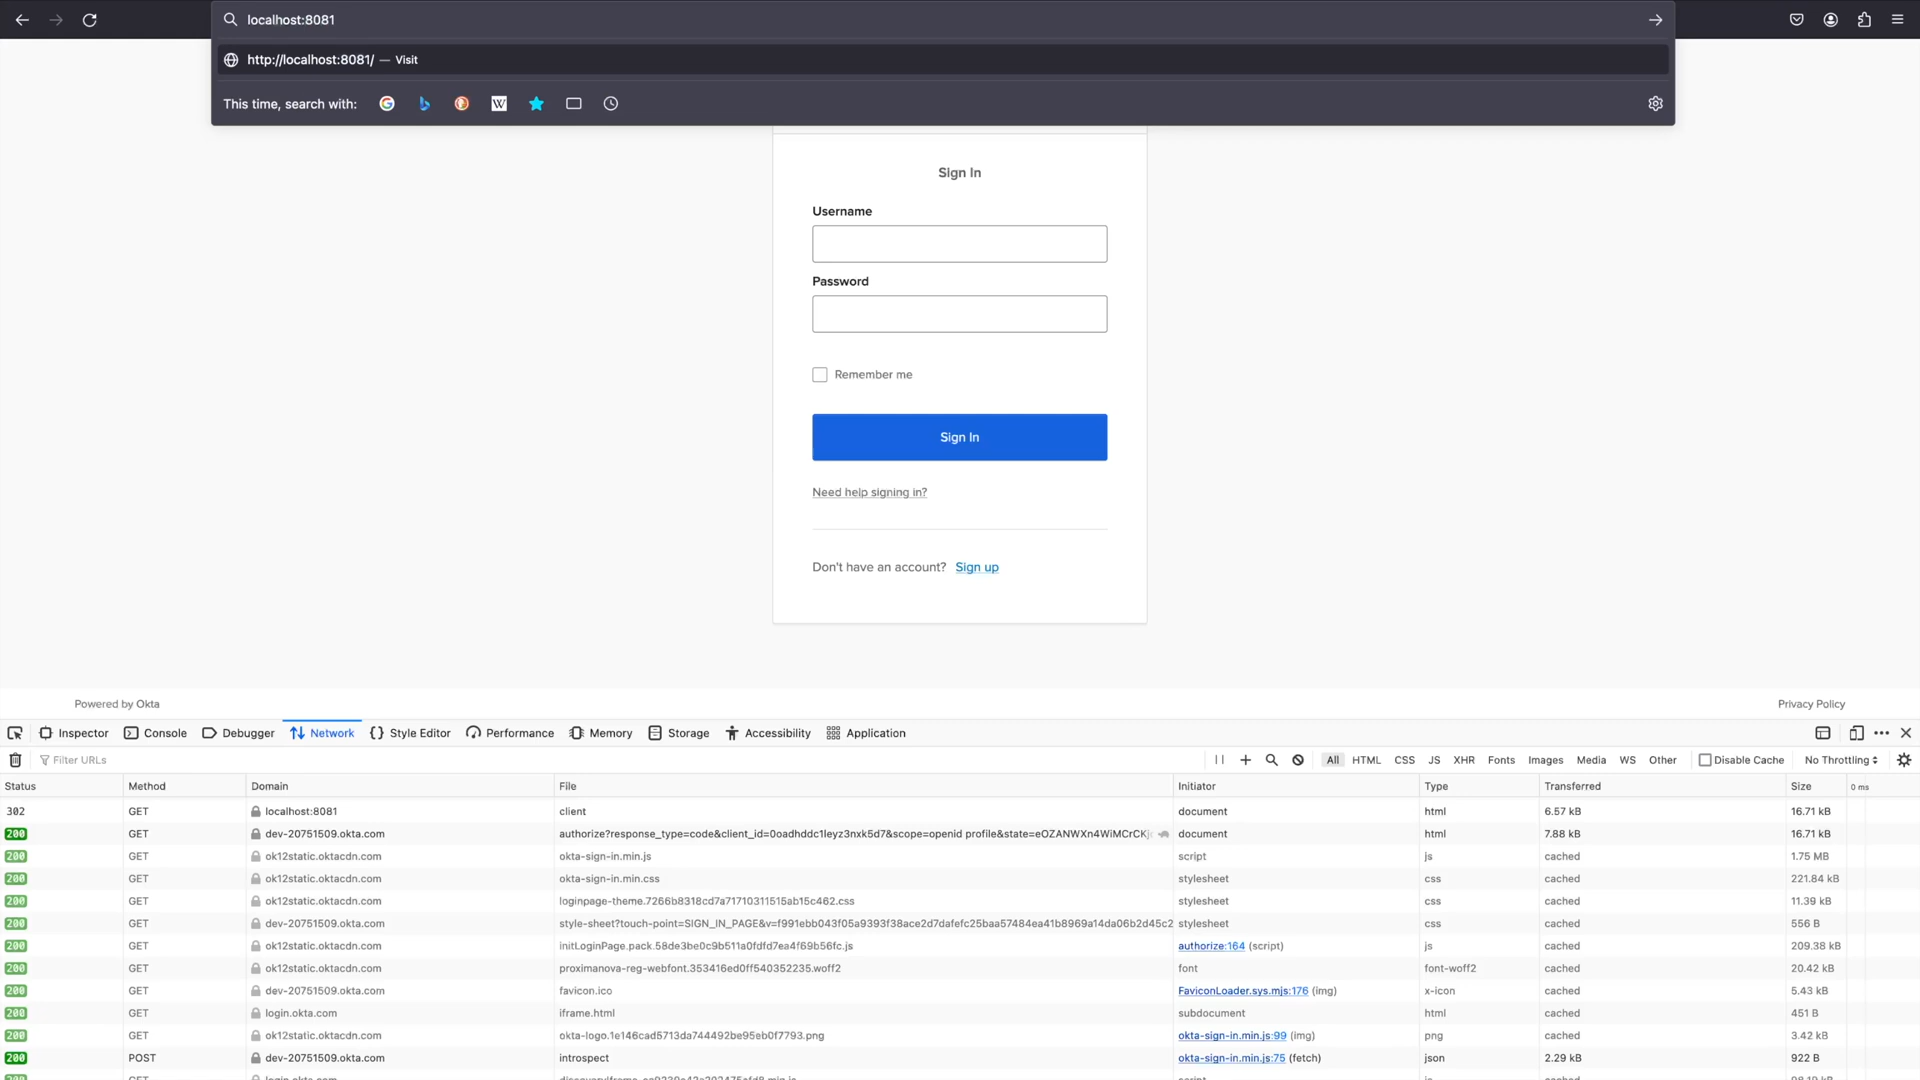 localhost:8081
http://localhost:8081/ — Visit
This time, search with:
Sign In
Username
Password
Remember me
Sign In
Need help signing in?
Don't have an account? Sign up
Powered by Okta
Privacy Policy
Inspector Console Debugger Network Style Editor Performance Memory Storage Accessibility Application
Filter URLs All HTML CSS JS XHR Fonts Images Media WS Other Disable Cache No Throttling
Status Method Domain File Initiator Type Transferred Size 0 ms
302 GET localhost:8081 client document html 6.57 kB 16.71 kB
200 GET dev-20751509.okta.com authorize?response_type=code&client_id=0oadhddc1leyz3nxk5d7&scope=openid profile&state=eOZANWXn4WiMCrCKj document html 7.88 kB 16.71 kB
200 GET ok12static.oktacdn.com okta-sign-in.min.js script js cached 1.75 MB
200 GET ok12static.oktacdn.com okta-sign-in.min.css stylesheet css cached 221.84 kB
200 GET ok12static.oktacdn.com loginpage-theme.7266b8318cd7a71710311515ab15c462.css stylesheet css cached 11.39 kB
200 GET dev-20751509.okta.com style-sheet?touch-point=SIGN_IN_PAGE&v=f991ebb043f05a9393f38ace2d7dafefc25baa57484ea41b8969a14da06b2d45c2 stylesheet css cached 556 B
200 GET ok12static.oktacdn.com initLoginPage.pack.58de3be0c9b511a0fdfd7ea4f69b56fc.js authorize:164 (script) js cached 209.38 kB
200 GET ok12static.oktacdn.com proximanova-reg-webfont.353416ed0ff540352235.woff2 font font-woff2 cached 20.42 kB
200 GET dev-20751509.okta.com favicon.ico FaviconLoader.sys.mjs:176 (img) x-icon cached 5.43 kB
200 GET login.okta.com iframe.html subdocument html cached 451 B
200 GET ok12static.oktacdn.com okta-logo.1e146cad5713da744492be95eb0f7793.png okta-sign-in.min.js:99 (img) png cached 3.42 kB
200 POST dev-20751509.okta.com introspect okta-sign-in.min.js:75 (fetch) json 2.29 kB 922 B